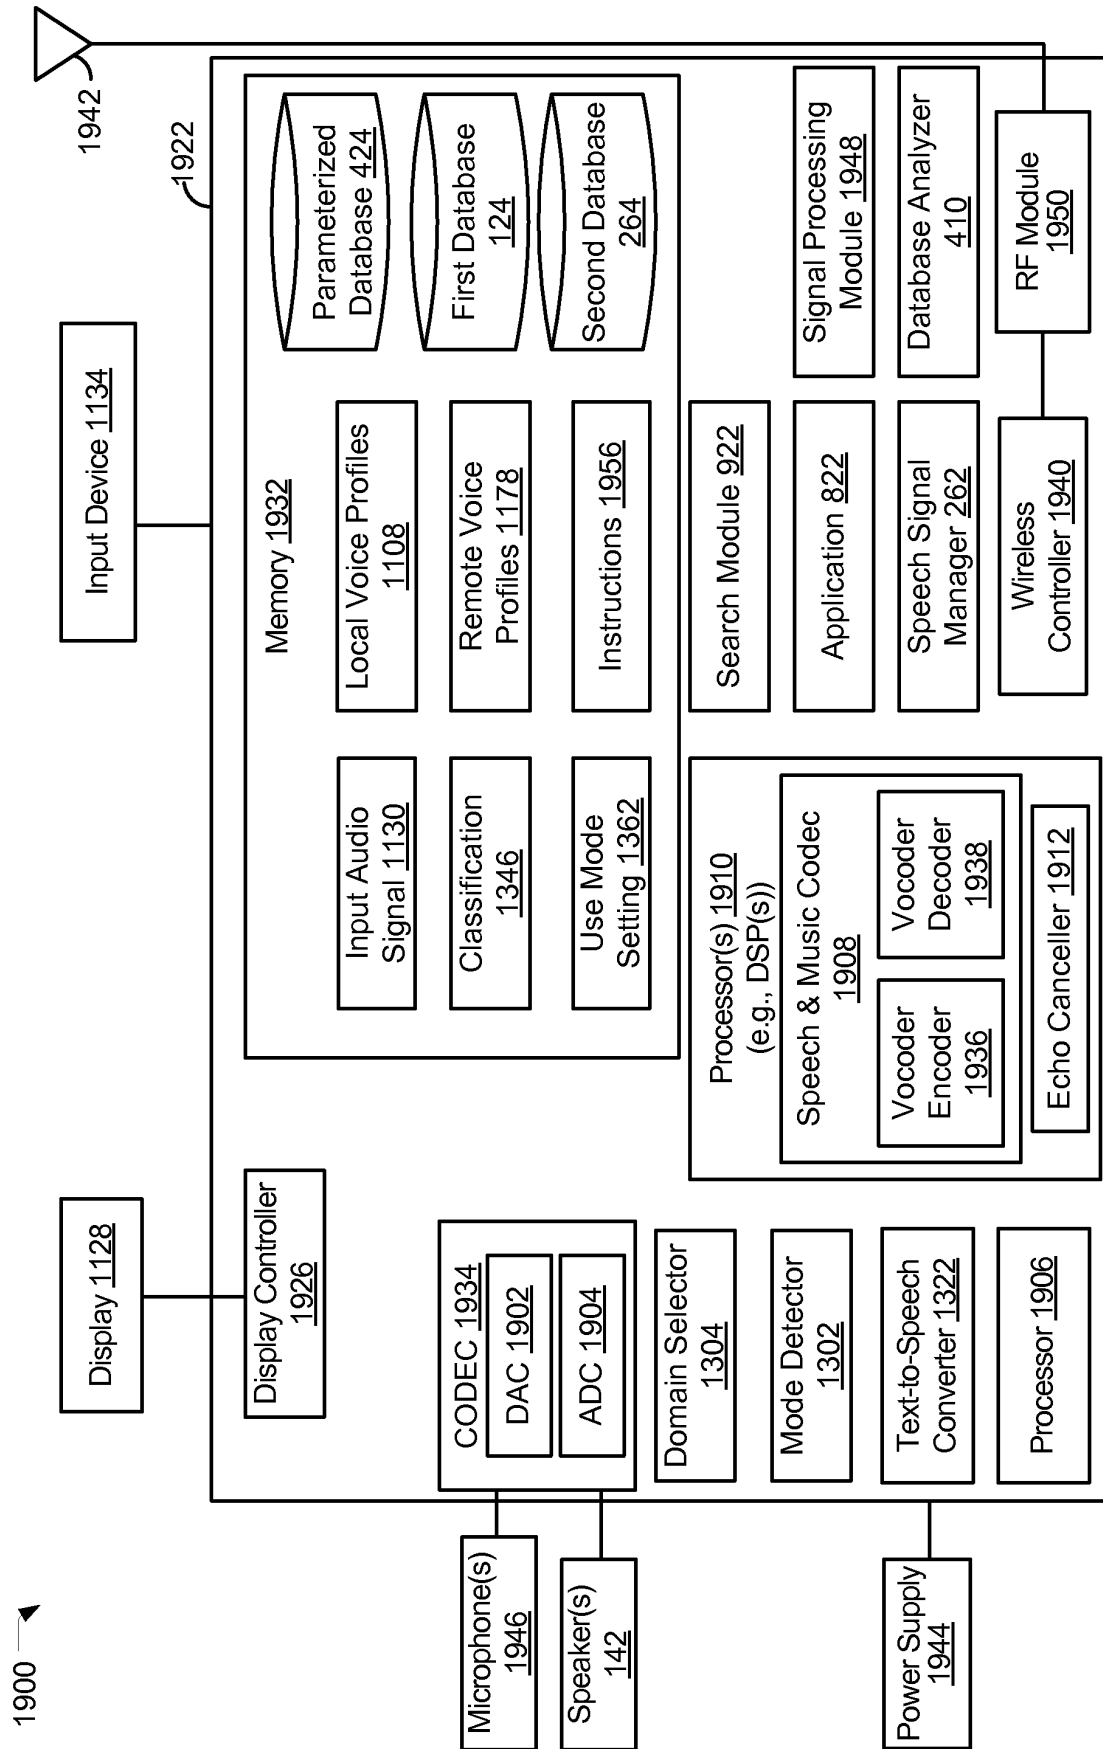 1900
Display 1128
Input Device 1134
1942
1922
Display Controller
1926
Memory 1932
Input Audio
Signal 1130
Local Voice Profiles
1108
Parameterized
Database 424
Classification
1346
Remote Voice
Profiles 1178
First Database
124
Use Mode
Setting 1362
Instructions 1956
Second Database
264
Microphone(s)
1946
Speaker(s)
142
CODEC 1934
DAC 1902
ADC 1904
Domain Selector
1304
Mode Detector
1302
Text-to-Speech
Converter 1322
Processor 1906
Power Supply
1944
Processor(s) 1910
(e.g., DSP(s))
Speech & Music Codec
1908
Vocoder
Encoder
1936
Vocoder
Decoder
1938
Echo Canceller 1912
Search Module 922
Application 822
Signal Processing
Module 1948
Speech Signal
Manager 262
Database Analyzer
410
Wireless
Controller 1940
RF Module
1950